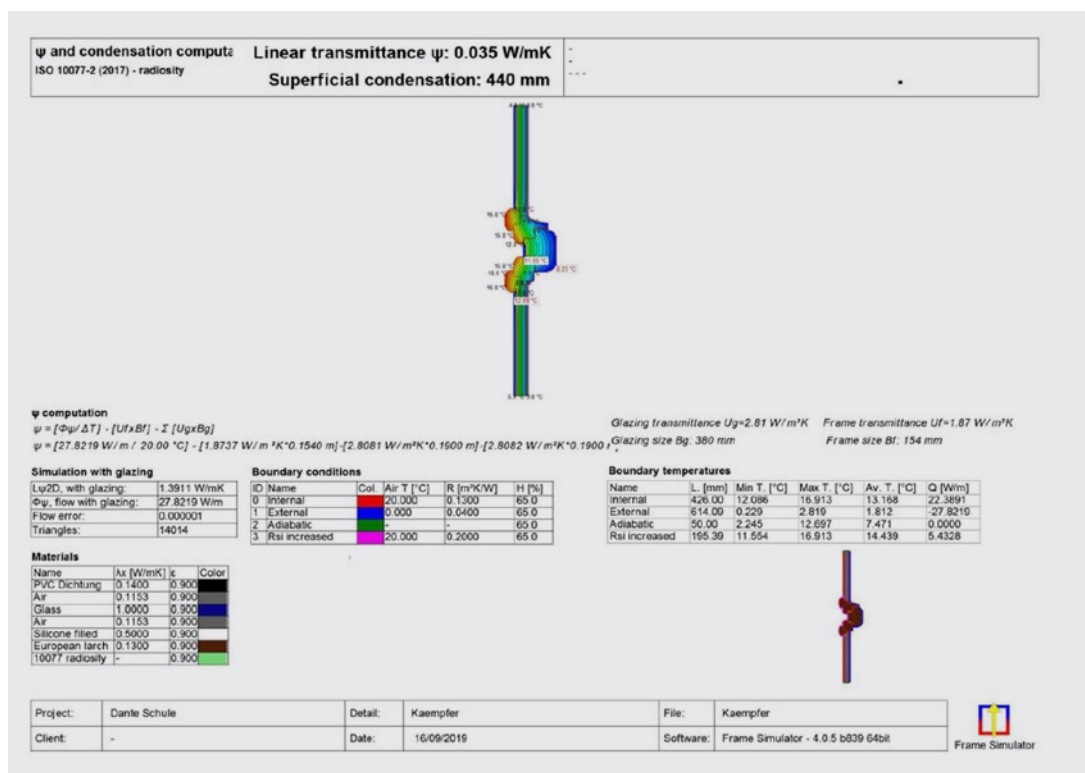 ψ and condensation computa
ISO 10077-2 (2017) - radiosity
Linear transmittance ψ: 0.035 W/mK
Superficial condensation: 440 mm
-
-
- - -
11.55 °C
0.23 °C
ψ computation
ψ = [Φψ/ΔT] - [UfxBf] - Σ [UgxBg]
ψ = [27.8219 W/m / 20.00 °C] - [1.8737 W/m²K*0.1540 m]-[2.8081 W/m²K*0.1900 m]-[2.8082 W/m²K*0.1900
Glazing transmittance Ug=2.81 W/m²K Frame transmittance Uf=1.87 W/m²K
Glazing size Bg: 380 mm Frame size Bf: 154 mm
Simulation with glazing
Lψ2D, with glazing: 1.3911 W/mK
Φψ, flow with glazing: 27.8219 W/m
Flow error: 0.000001
Triangles: 14014
Boundary conditions
ID Name Col. Air T [°C] R [m²K/W] H [%]
0 Internal 20.000 0.1300 65.0
1 External 0.000 0.0400 65.0
2 Adiabatic - - 65.0
3 Rsi increased 20.000 0.2000 65.0
Boundary temperatures
Name L. [mm] Min T. [°C] Max T. [°C] Av. T. [°C] Q [W/m]
Internal 426.00 12.086 16.913 13.168 22.3891
External 614.09 0.229 2.819 1.812 -27.8219
Adiabatic 50.00 2.245 12.697 7.471 0.0000
Rsi increased 195.39 11.554 16.913 14.439 5.4328
Materials
Name λx [W/mK] ε Color
PVC Dichtung 0.1400 0.900
Air 0.1153 0.900
Glass 1.0000 0.900
Air 0.1153 0.900
Silicone filled 0.5000 0.900
European larch 0.1300 0.900
10077 radiosity - 0.900
Project: Dante Schule Detail: Kaempfer File: Kaempfer
Client: - Date: 16/09/2019 Software: Frame Simulator - 4.0.5 b839 64bit
Frame Simulator